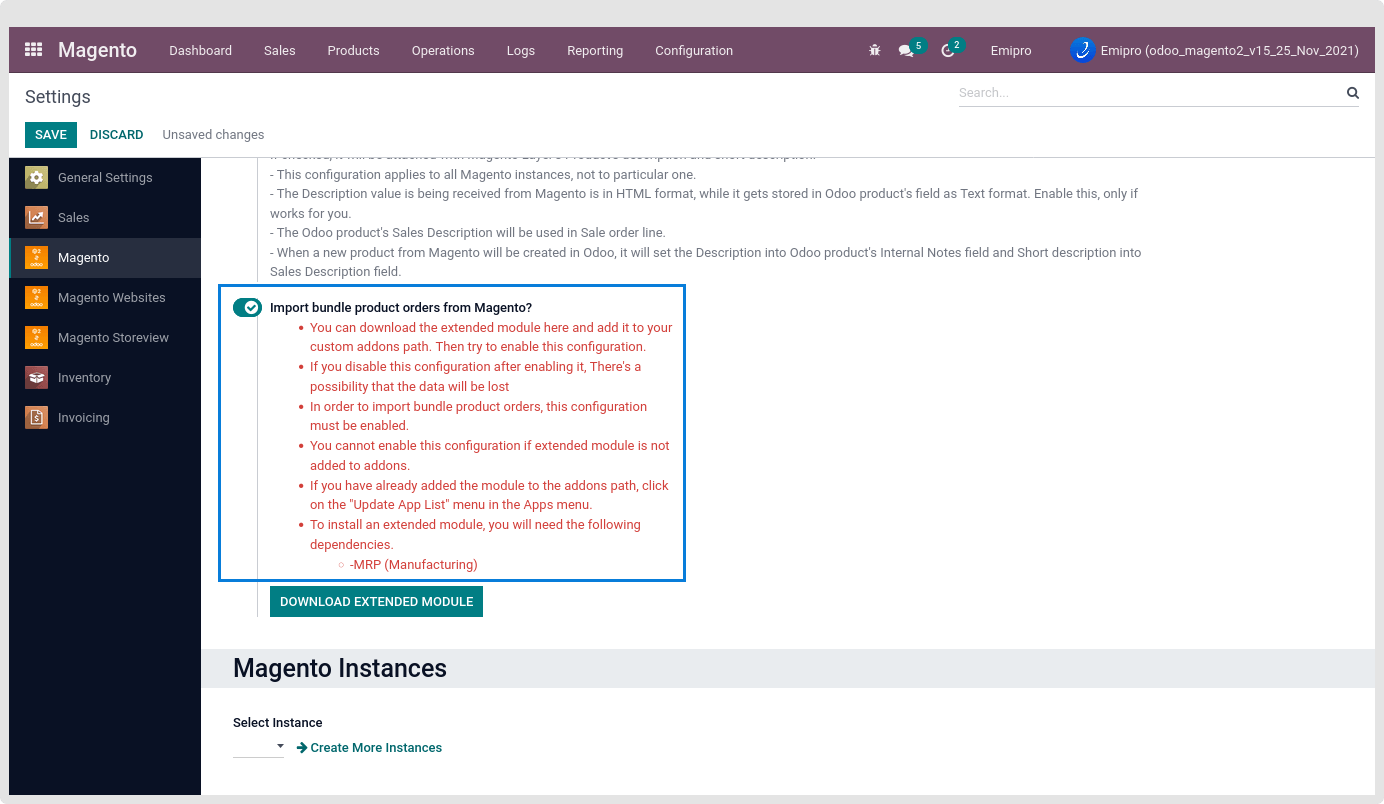 Magento Dashboard Sales Products Operations Logs Reporting Configuration 5 2 Emipro Emipro (odoo_magento2_v15_25_Nov_2021)
Settings Search...
SAVE DISCARD Unsaved changes
General Settings
Sales
Magento
Magento Websites
Magento Storeview
Inventory
Invoicing
- This configuration applies to all Magento instances, not to particular one.
- The Description value is being received from Magento is in HTML format, while it gets stored in Odoo product's field as Text format. Enable this, only if
works for you.
- The Odoo product's Sales Description will be used in Sale order line.
- When a new product from Magento will be created in Odoo, it will set the Description into Odoo product's Internal Notes field and Short description into
Sales Description field.
Import bundle product orders from Magento?
• You can download the extended module here and add it to your
custom addons path. Then try to enable this configuration.
• If you disable this configuration after enabling it, There's a
possibility that the data will be lost
• In order to import bundle product orders, this configuration
must be enabled.
• You cannot enable this configuration if extended module is not
added to addons.
• If you have already added the module to the addons path, click
on the "Update App List" menu in the Apps menu.
• To install an extended module, you will need the following
dependencies.
○ -MRP (Manufacturing)
DOWNLOAD EXTENDED MODULE
Magento Instances
Select Instance
Create More Instances